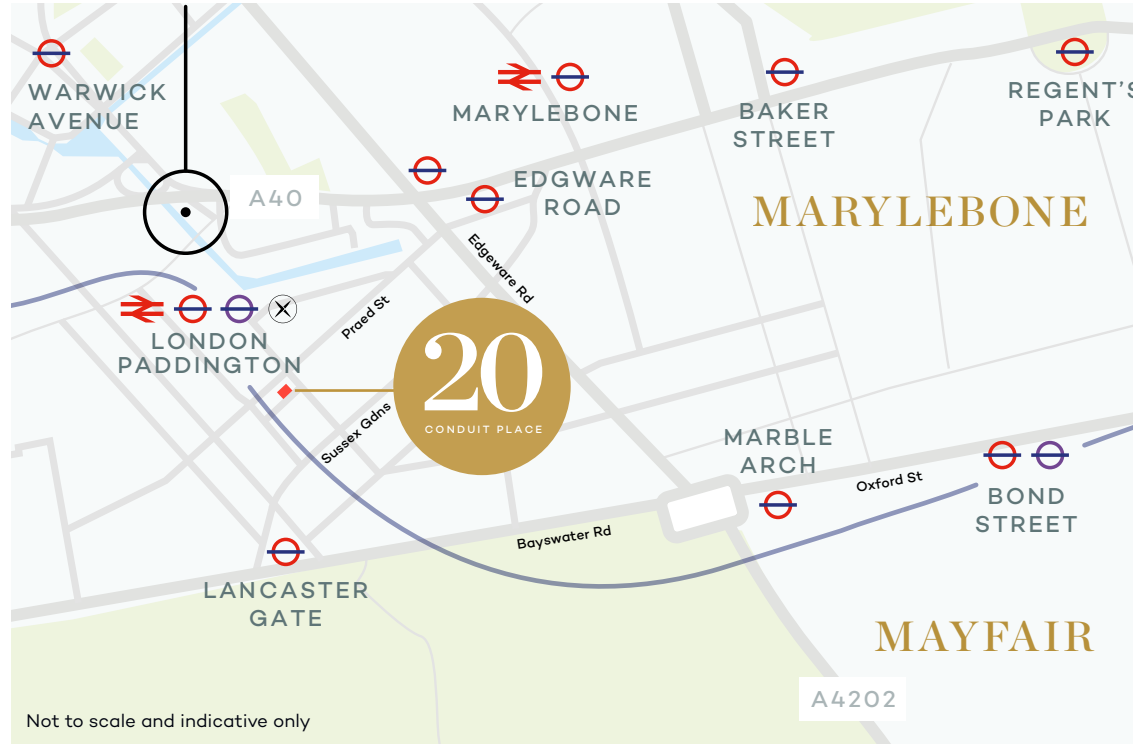 WARWICK
AVENUE
MARYLEBONE
BAKER
STREET
REGENT'S
PARK
A40
EDGWARE
ROAD
MARYLEBONE
Edgeware Rd
Praed St
LONDON
PADDINGTON
20
CONDUIT PLACE
Sussex Gdns
MARBLE
ARCH
Oxford St
BOND
STREET
Bayswater Rd
LANCASTER
GATE
MAYFAIR
A4202
Not to scale and indicative only